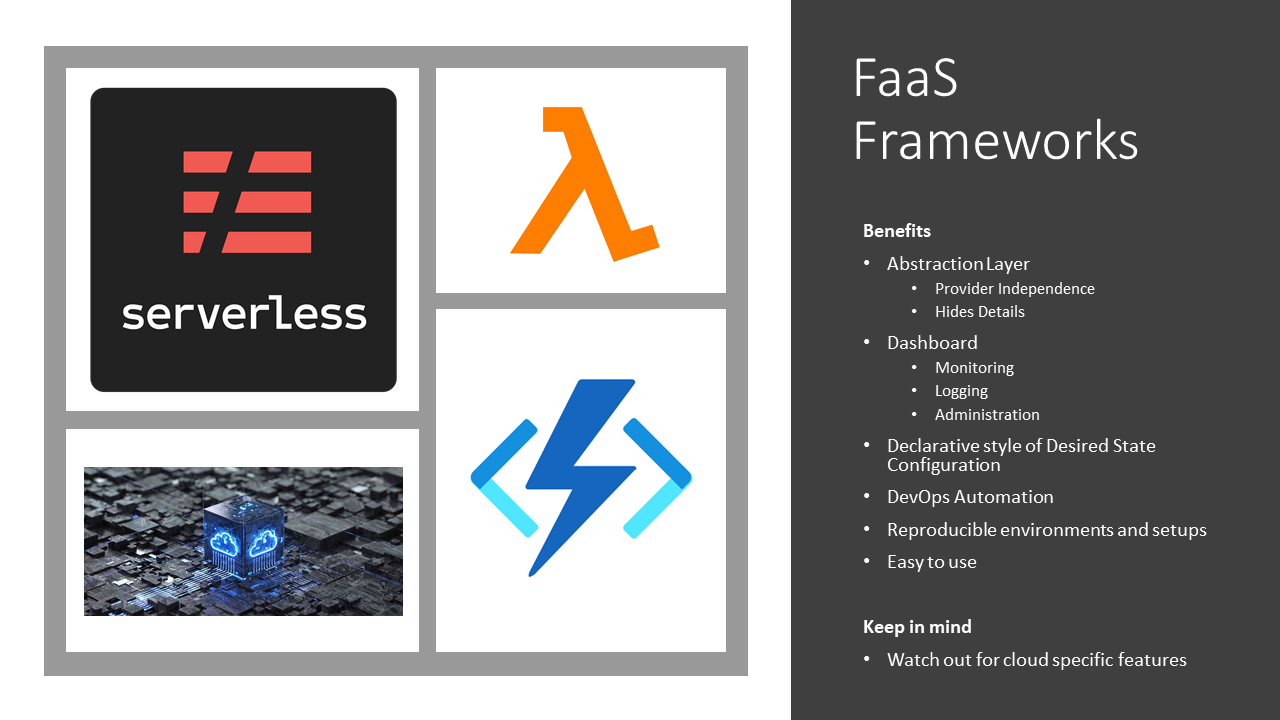 serverless
FaaS
Frameworks
Benefits
• Abstraction Layer
• Provider Independence
• Hides Details
• Dashboard
• Monitoring
• Logging
• Administration
• Declarative style of Desired State
Configuration
• DevOps Automation
• Reproducible environments and setups
• Easy to use
Keep in mind
• Watch out for cloud specific features